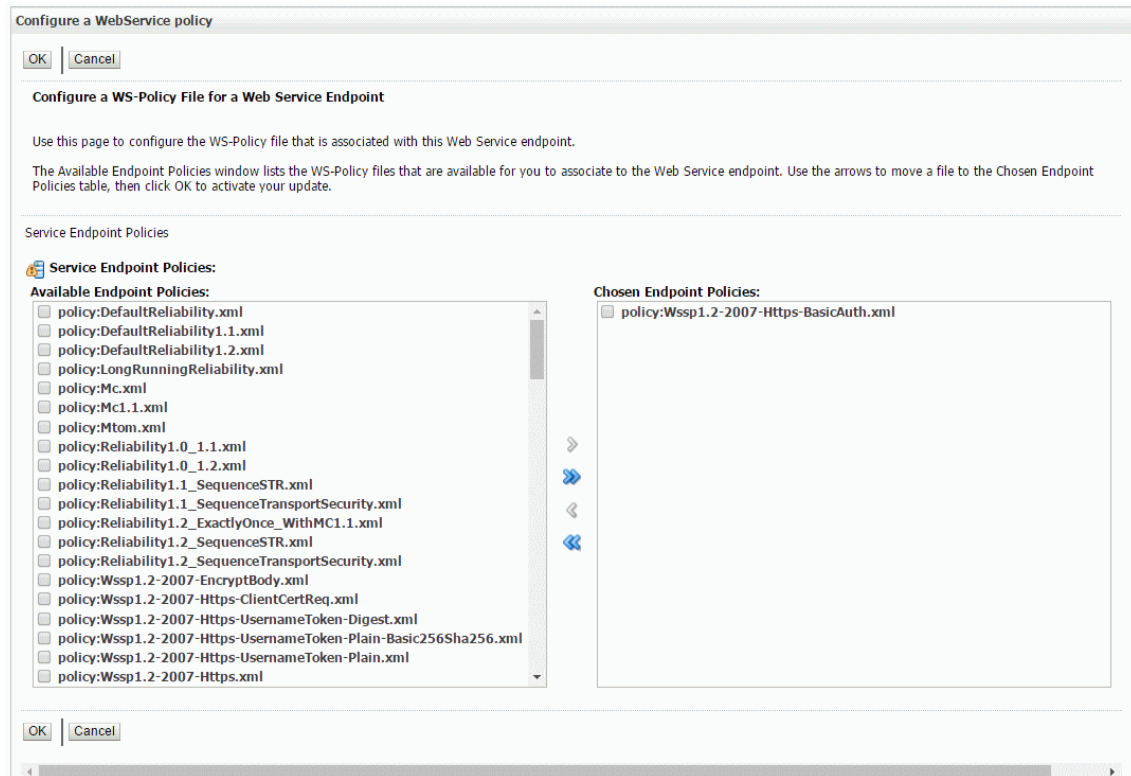 Configure a WebService policy
OK Cancel
Configure a WS-Policy File for a Web Service Endpoint
Use this page to configure the WS-Policy file that is associated with this Web Service endpoint.
The Available Endpoint Policies window lists the WS-Policy files that are available for you to associate to the Web Service endpoint. Use the arrows to move a file to the Chosen Endpoint
Policies table, then click OK to activate your update.
Service Endpoint Policies
Service Endpoint Policies:
Available Endpoint Policies:
policy:DefaultReliability.xml
policy:DefaultReliability1.1.xml
policy:DefaultReliability1.2.xml
policy:LongRunningReliability.xml
policy:Mc.xml
policy:Mc1.1.xml
policy:Mtom.xml
policy:Reliability1.0_1.1.xml
policy:Reliability1.0_1.2.xml
policy:Reliability1.1_SequenceSTR.xml
policy:Reliability1.1_SequenceTransportSecurity.xml
policy:Reliability1.2_ExactlyOnce_WithMC1.1.xml
policy:Reliability1.2_SequenceSTR.xml
policy:Reliability1.2_SequenceTransportSecurity.xml
policy:Wssp1.2-2007-EncryptBody.xml
policy:Wssp1.2-2007-Https-ClientCertReq.xml
policy:Wssp1.2-2007-Https-UsernameToken-Digest.xml
policy:Wssp1.2-2007-Https-UsernameToken-Plain-Basic256Sha256.xml
policy:Wssp1.2-2007-Https-UsernameToken-Plain.xml
policy:Wssp1.2-2007-Https.xml
Chosen Endpoint Policies:
policy:Wssp1.2-2007-Https-BasicAuth.xml
OK Cancel